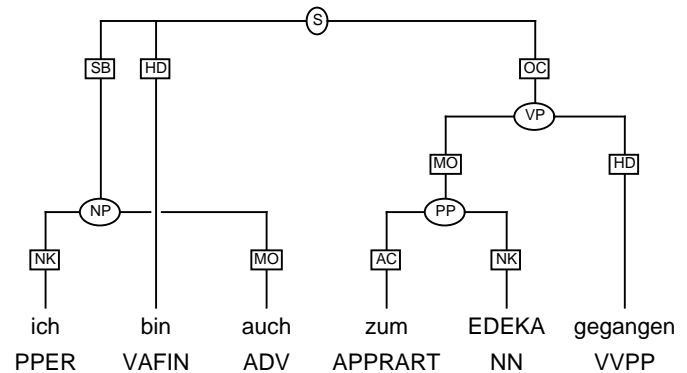 S
SB HD OC
VP
MO HD
NP PP
NK MO AC NK
ich bin auch zum EDEKA gegangen
PPER VAFIN ADV APPRART NN VVPP